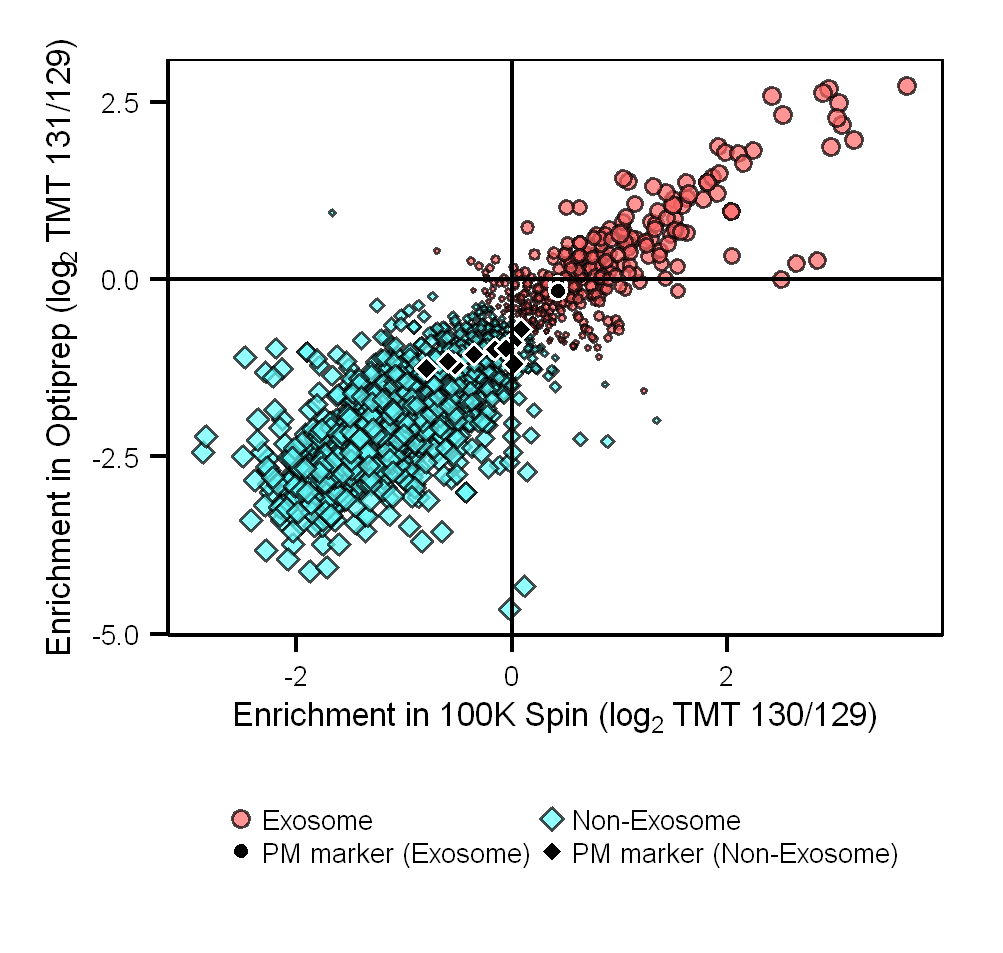 Enrichment in Optiprep (log2 TMT 131/129)
2.5
0.0
-2.5
-5.0
-2 0 2
Enrichment in 100K Spin (log2 TMT 130/129)
Exosome Non-Exosome
PM marker (Exosome) PM marker (Non-Exosome)